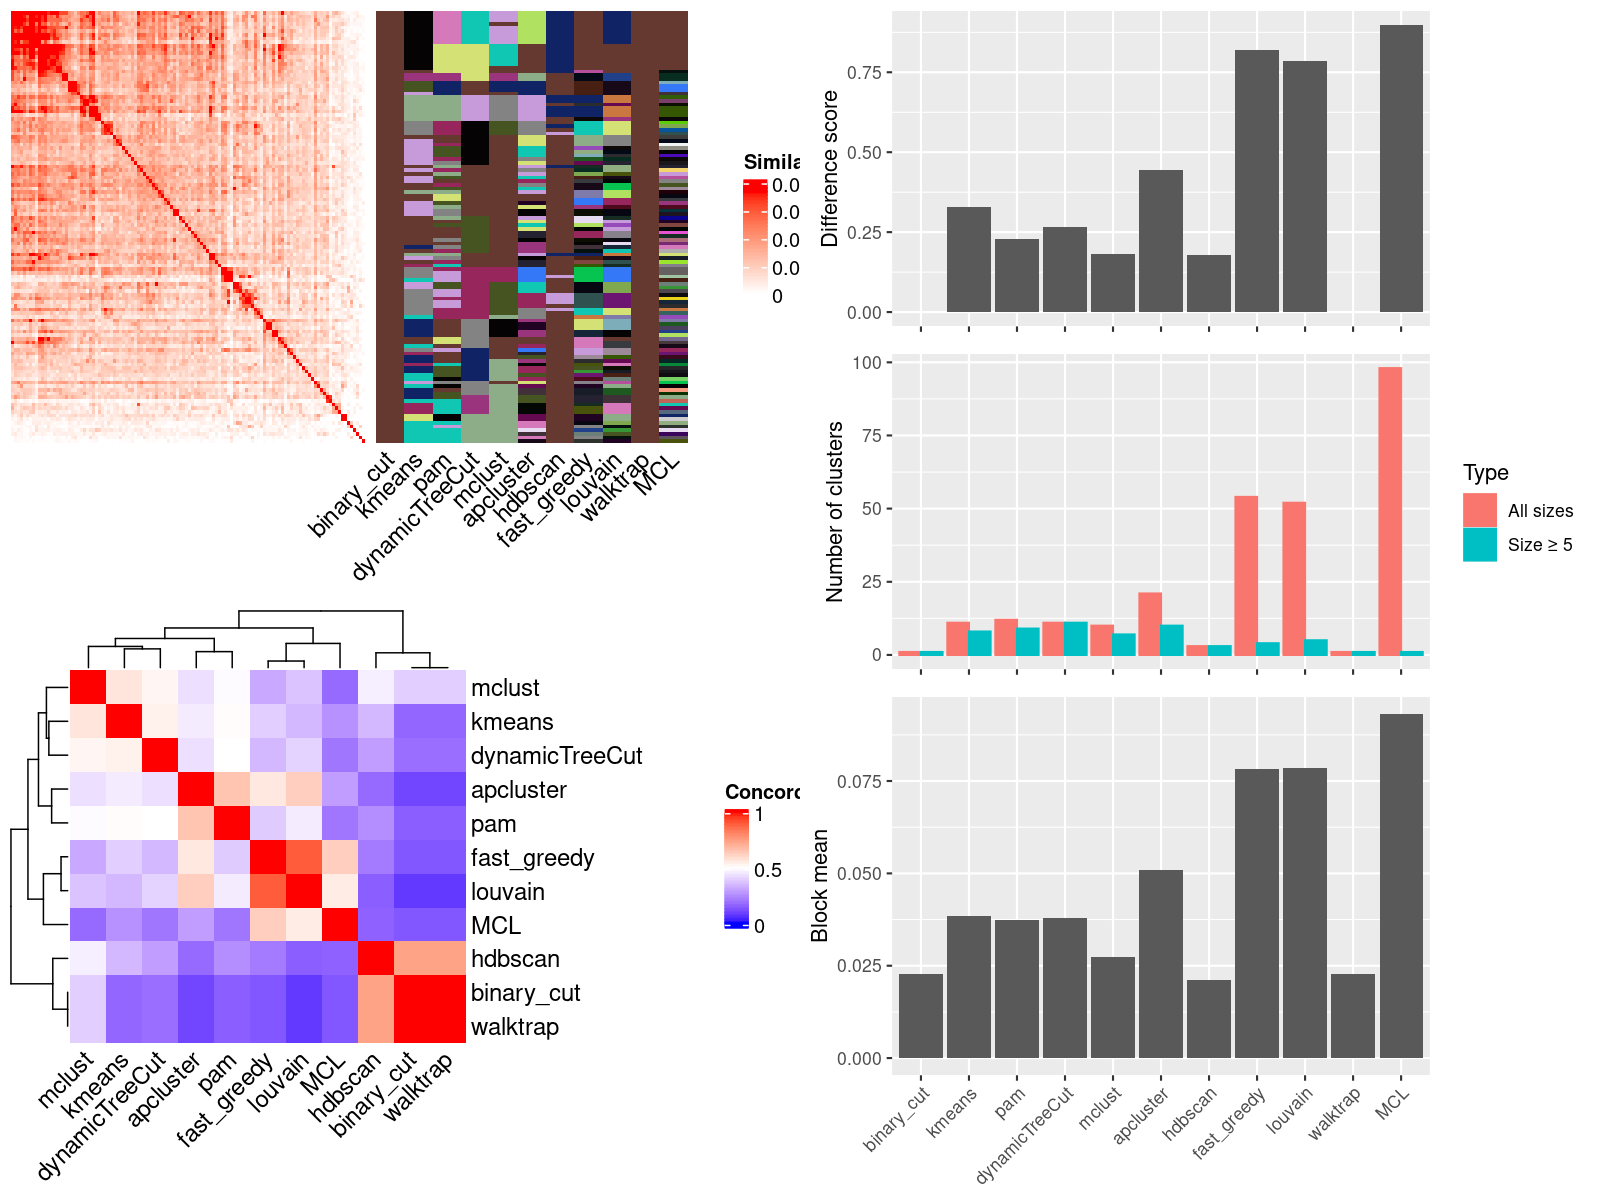 Simila
0.0
0.0
0.0
0.0
0
binary_cut
kmeans
pam
dynamicTreeCut
mclust
apcluster
hdbscan
fast_greedy
louvain
walktrap
MCL
mclust
kmeans
dynamicTreeCut
apcluster
pam
fast_greedy
louvain
MCL
hdbscan
binary_cut
walktrap
mclust
kmeans
dynamicTreeCut
apcluster
pam
fast_greedy
louvain
MCL
hdbscan
binary_cut
walktrap
Concord
1
0.5
0
Difference score
0.75
0.50
0.25
0.00
Number of clusters
100
75
50
25
0
Type
All sizes
Size ≥ 5
Block mean
0.075
0.050
0.025
0.000
binary_cut
kmeans
pam
dynamicTreeCut
mclust
apcluster
hdbscan
fast_greedy
louvain
walktrap
MCL